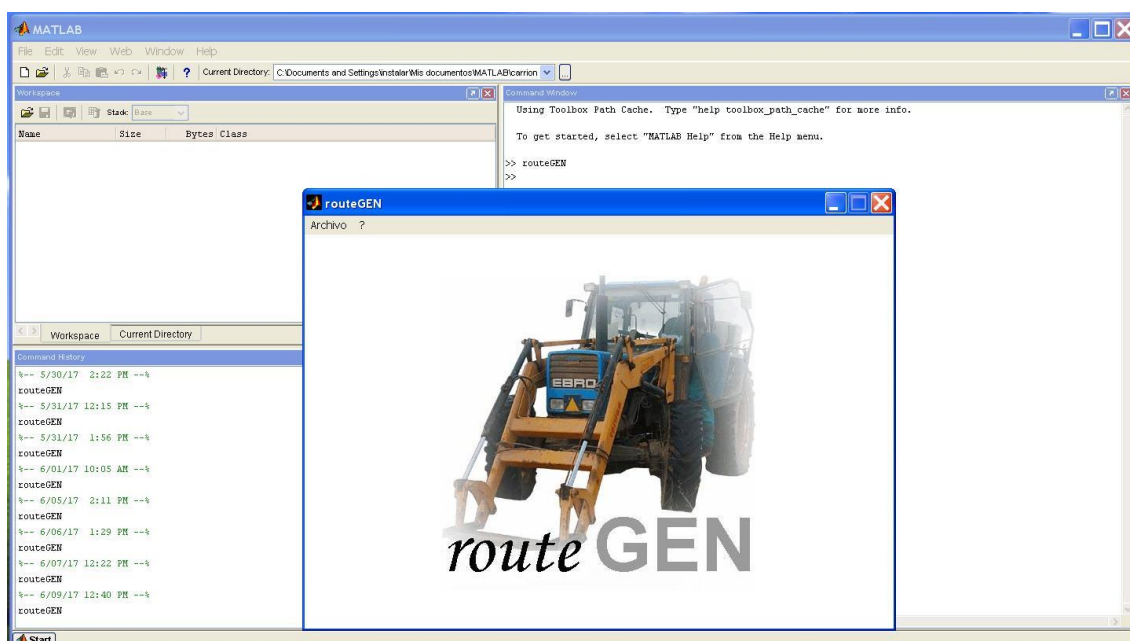 MATLAB
File Edit View Web Window Help
? Current Directory: C:\Documents and Settings\instalar\Mis documentos\MATLAB\carrion
Workspace
Stack: Base
Name Size Bytes Class
Workspace Current Directory
Command History
%-- 5/30/17 2:22 PM --%
routeGEN
%-- 5/31/17 12:15 PM --%
routeGEN
%-- 5/31/17 1:56 PM --%
routeGEN
%-- 6/01/17 10:05 AM --%
routeGEN
%-- 6/05/17 2:11 PM --%
routeGEN
%-- 6/06/17 1:29 PM --%
routeGEN
%-- 6/07/17 12:22 PM --%
routeGEN
%-- 6/09/17 12:40 PM --%
routeGEN
Command Window
Using Toolbox Path Cache. Type "help toolbox_path_cache" for more info.
To get started, select "MATLAB Help" from the Help menu.
>> routeGEN
>>
routeGEN
Archivo ?
EBRO
route GEN
Start